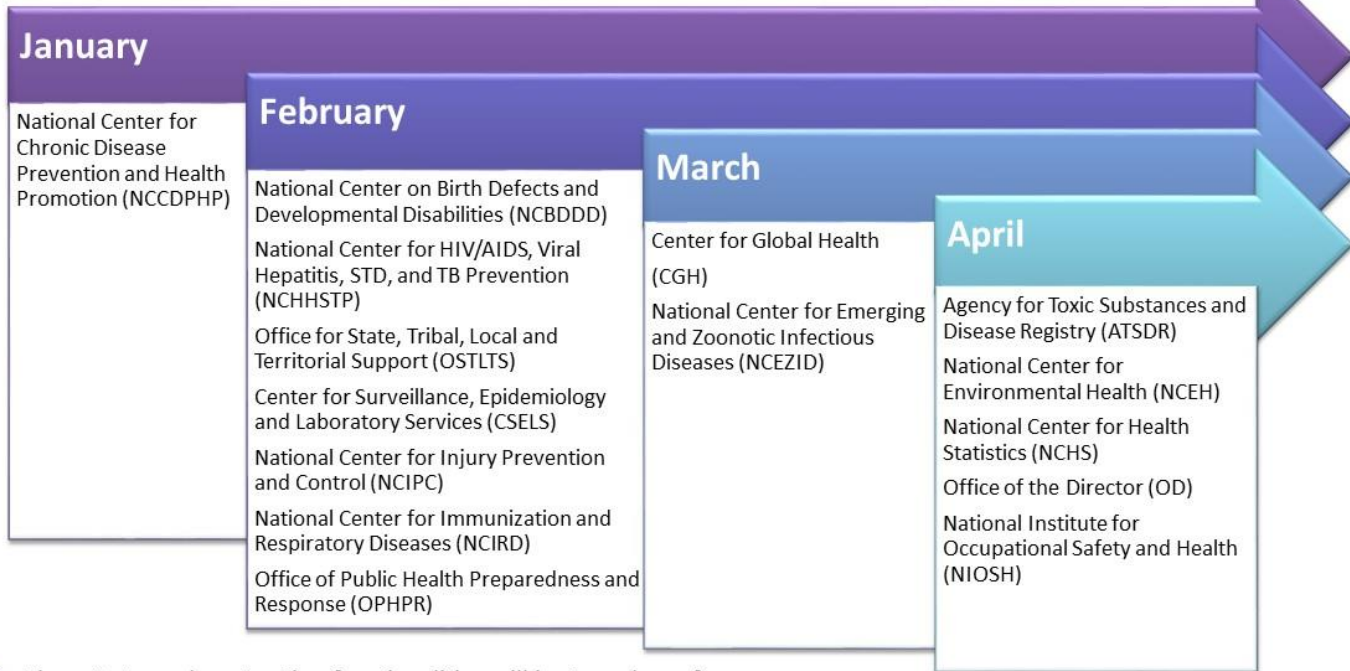 January
National Center for
Chronic Disease
Prevention and Health
Promotion (NCCDPHP)
February
National Center on Birth Defects and
Developmental Disabilities (NCBDDD)
National Center for HIV/AIDS, Viral
Hepatitis, STD, and TB Prevention
(NCHHSTP)
Office for State, Tribal, Local and
Territorial Support (OSTLTS)
Center for Surveillance, Epidemiology
and Laboratory Services (CSELS)
National Center for Injury Prevention
and Control (NCIPC)
National Center for Immunization and
Respiratory Diseases (NCIRD)
Office of Public Health Preparedness and
Response (OPHPR)
March
Center for Global Health
(CGH)
National Center for Emerging
and Zoonotic Infectious
Diseases (NCEZID)
April
Agency for Toxic Substances and
Disease Registry (ATSDR)
National Center for
Environmental Health (NCEH)
National Center for Health
Statistics (NCHS)
Office of the Director (OD)
National Institute for
Occupational Safety and Health
(NIOSH)